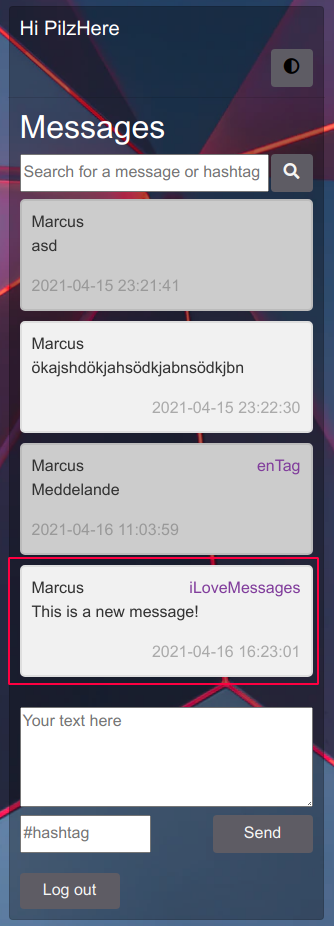 Hi PilzHere
Messages
Search for a message or hashtag
Marcus
asd
2021-04-15 23:21:41
Marcus
ökajshdökjahsödkjabnsödkjbn
2021-04-15 23:22:30
Marcus enTag
Meddelande
2021-04-16 11:03:59
Marcus iLoveMessages
This is a new message!
2021-04-16 16:23:01
Your text here
#hashtag Send
Log out